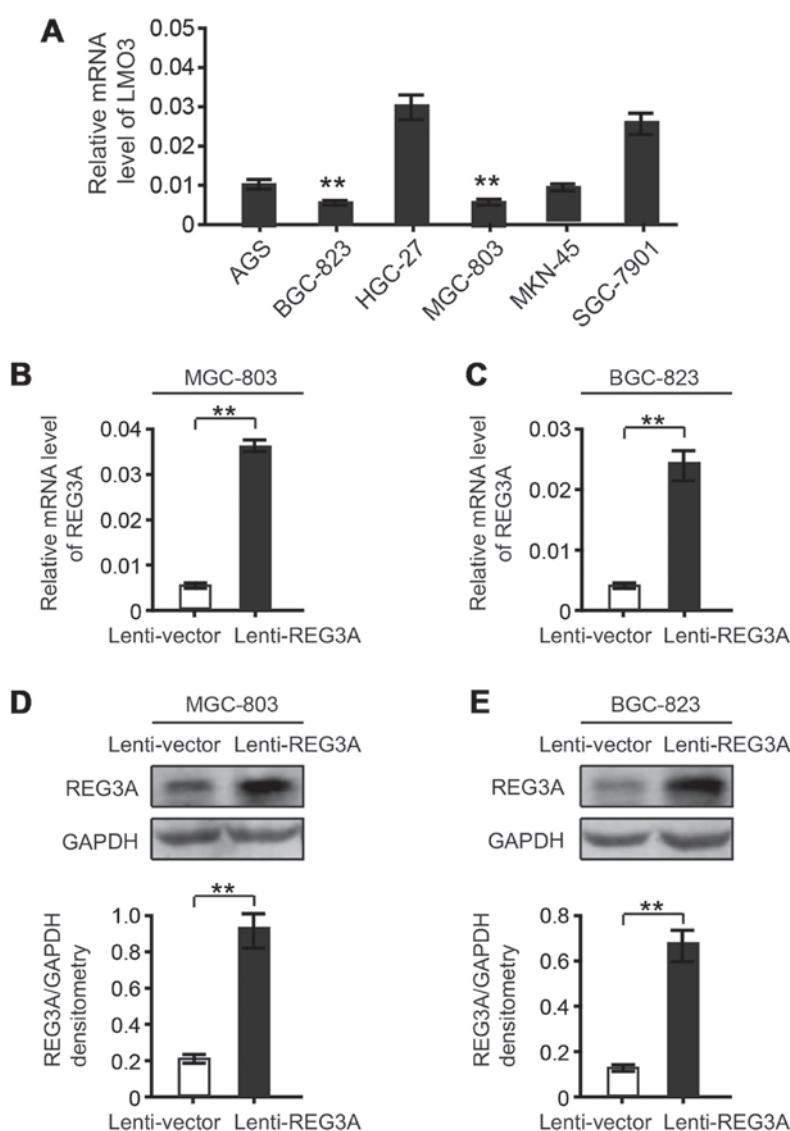 A
Relative mRNA
level of LMO3
0.05
0.03
0.02
0.01
0
**
**
AGS
BGC-823
HGC-27
MGC-803
MKN-45
SGC-7901
B
MGC-803
Relative mRNA level
of REG3A
0.04
0.03
0.02
0.01
0
**
Lenti-vector Lenti-REG3A
C
BGC-823
Relative mRNA level
of REG3A
0.03
0.02
0.01
0
**
Lenti-vector Lenti-REG3A
D
MGC-803
Lenti-vector Lenti-REG3A
REG3A
GAPDH
REG3A/GAPDH
densitometry
1.0
0.8
0.6
0.4
0.2
0
**
Lenti-vector Lenti-REG3A
E
BGC-823
Lenti-vector Lenti-REG3A
REG3A
GAPDH
REG3A/GAPDH
densitometry
0.8
0.6
0.4
0.2
0
**
Lenti-vector Lenti-REG3A